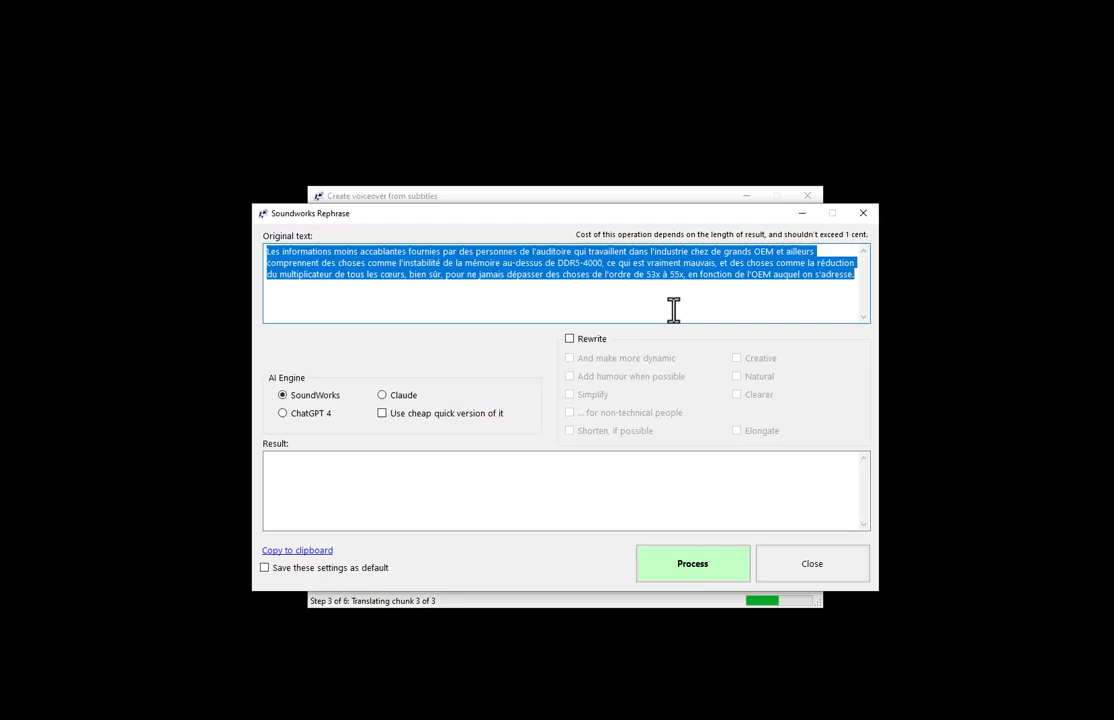 Create voiceover from subtitles
Soundworks Rephrase
Original text:
Cost of this operation depends on the length of result, and shouldn't exceed 1 cent.
Les informations moins accablantes fournies par des personnes de l'auditoire qui travaillent dans l'industrie chez de grands OEM et ailleurs
comprennent des choses comme l'instabilité de la mémoire au-dessus de DDR5-4000, ce qui est vraiment mauvais, et des choses comme la réduction
du multiplicateur de tous les cœurs, bien sûr, pour ne jamais dépasser des choses de l'ordre de 53x à 55x, en fonction de l'OEM auquel on s'adresse.
Rewrite
And make more dynamic
Creative
Add humour when possible
Natural
Simplify
Clearer
... for non-technical people
Shorten, if possible
Elongate
AI Engine
SoundWorks
Claude
ChatGPT 4
Use cheap quick version of it
Result:
Copy to clipboard
Save these settings as default
Process
Close
Step 3 of 6: Translating chunk 3 of 3